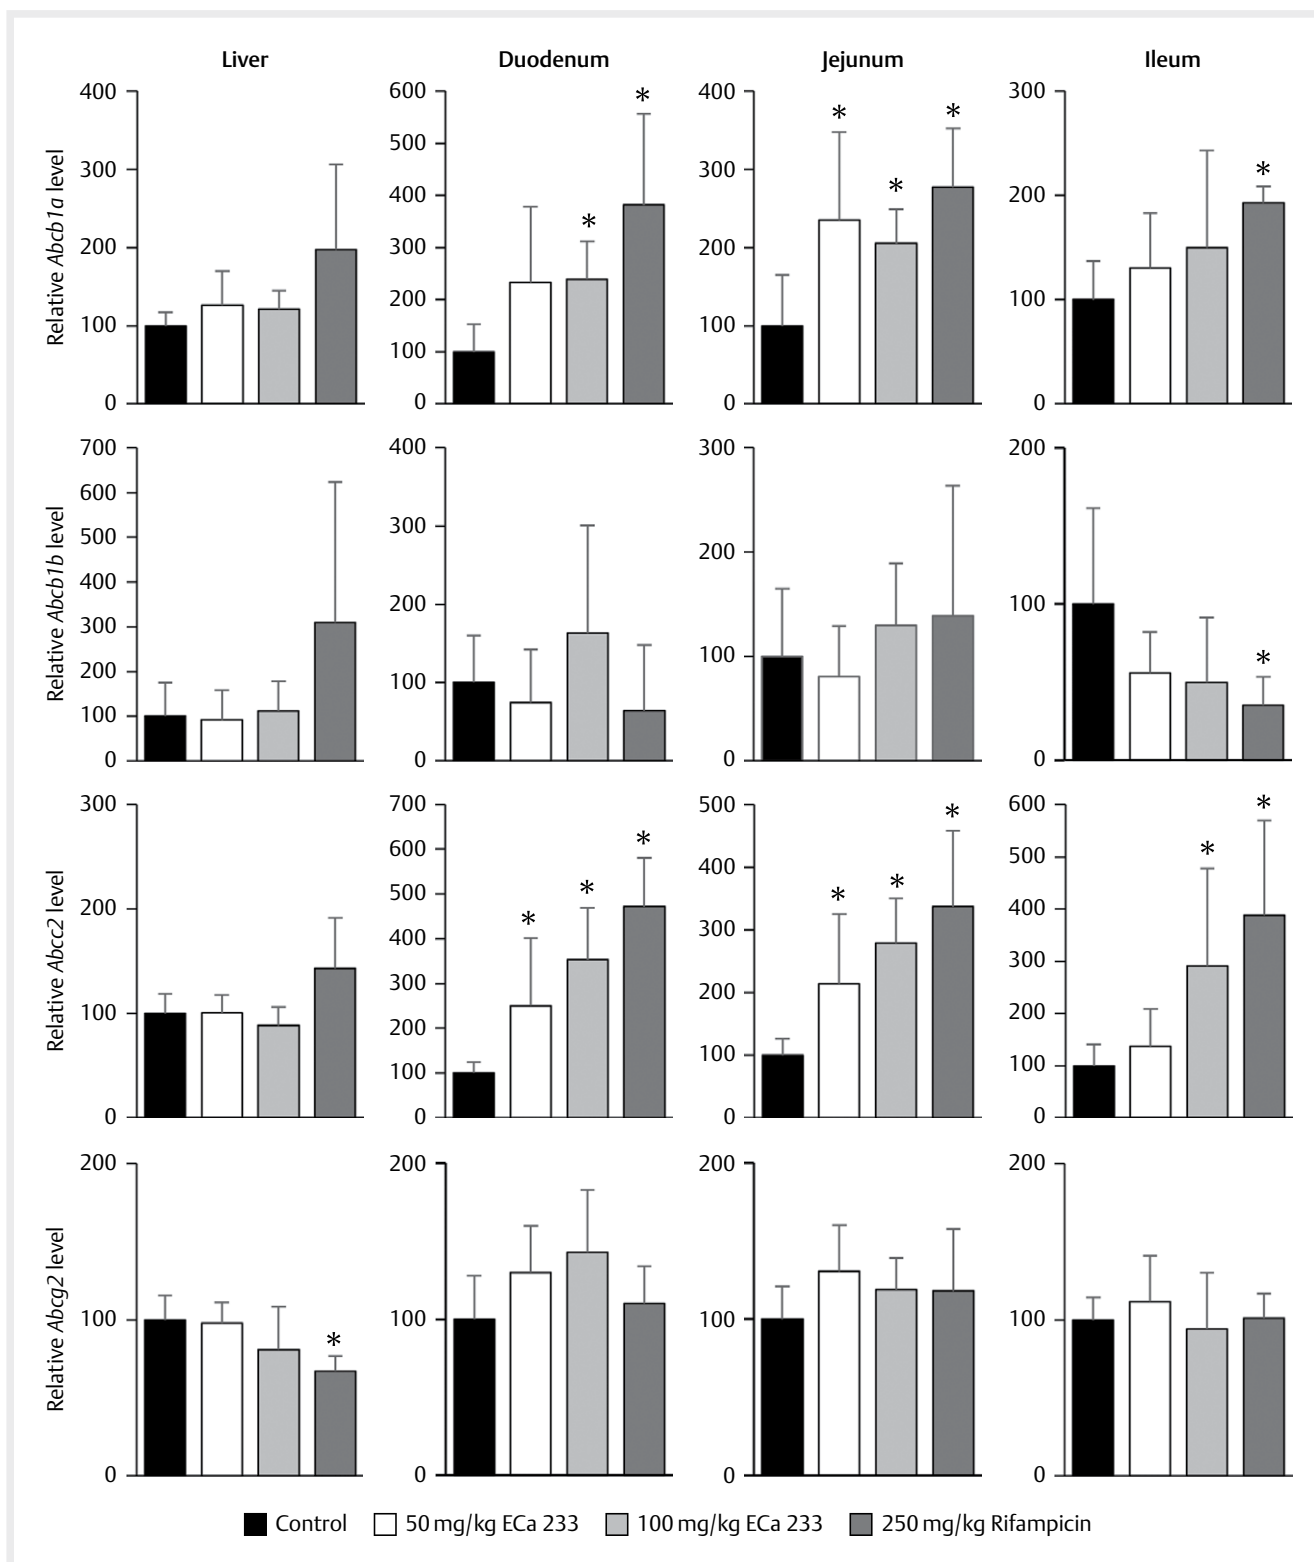 Liver Duodenum Jejunum Ileum
Relative Abcb1a level
400 300 200 100 0
600 500 400 300 200 100 0
400 300 200 100 0
300 200 100 0
* * * * * *
Relative Abcb1b level
700 600 500 400 300 200 100 0
400 300 200 100 0
300 200 100 0
200 100 0
*
Relative Abcc2 level
300 200 100 0
700 600 500 400 300 200 100 0
500 400 300 200 100 0
600 500 400 300 200 100 0
* * * * * * * *
Relative Abcg2 level
200 100 0
200 100 0
200 100 0
200 100 0
*
Control 50 mg/kg ECa 233 100 mg/kg ECa 233 250 mg/kg Rifampicin